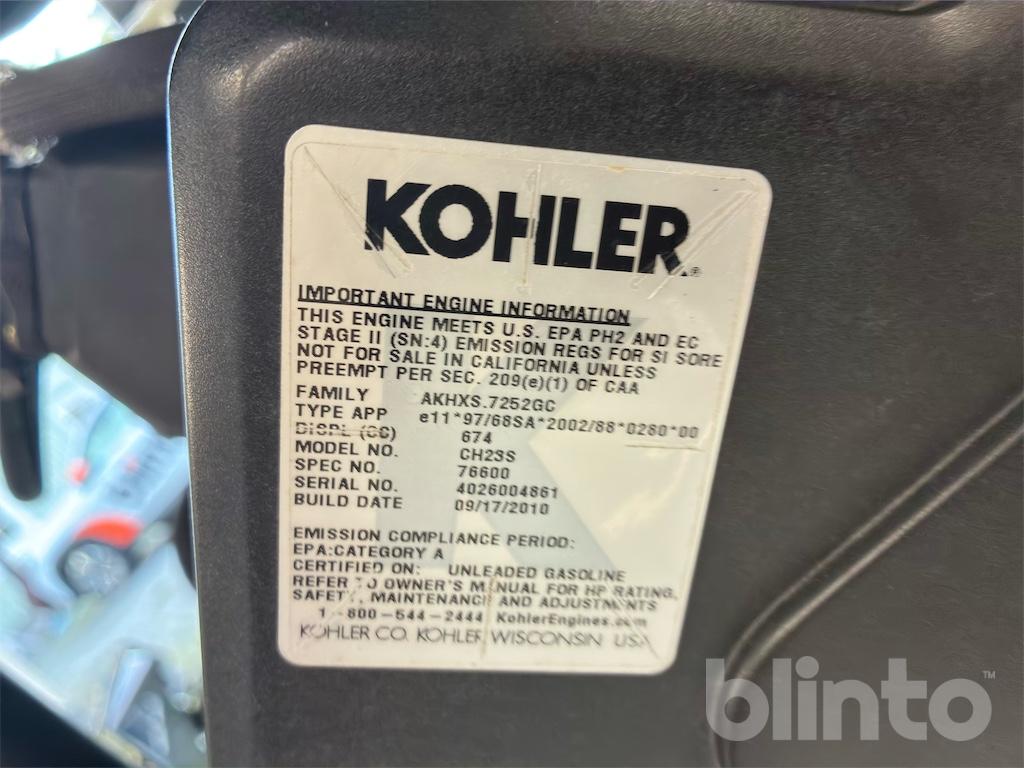 KOHLER®
IMPORTANT ENGINE INFORMATION
THIS ENGINE MEETS U.S. EPA PH2 AND EC
STAGE II (SN:4) EMISSION REGS FOR SI SORE
NOT FOR SALE IN CALIFORNIA UNLESS
PREEMPT PER SEC. 209(e)(1) OF CAA
FAMILY AKHXS.7252GC
TYPE APP e11*97/68SA*2002/88*0280*00
DISPL (CC) 674
MODEL NO. CH23S
SPEC NO. 76600
SERIAL NO. 4026004861
BUILD DATE 09/17/2010
EMISSION COMPLIANCE PERIOD:
EPA:CATEGORY A
CERTIFIED ON: UNLEADED GASOLINE
REFER TO OWNER'S MANUAL FOR HP RATING,
SAFETY, MAINTENANCE AND ADJUSTMENTS
1-800-544-2444 KohlerEngines.com
KOHLER CO. KOHLER, WISCONSIN USA
blinto™